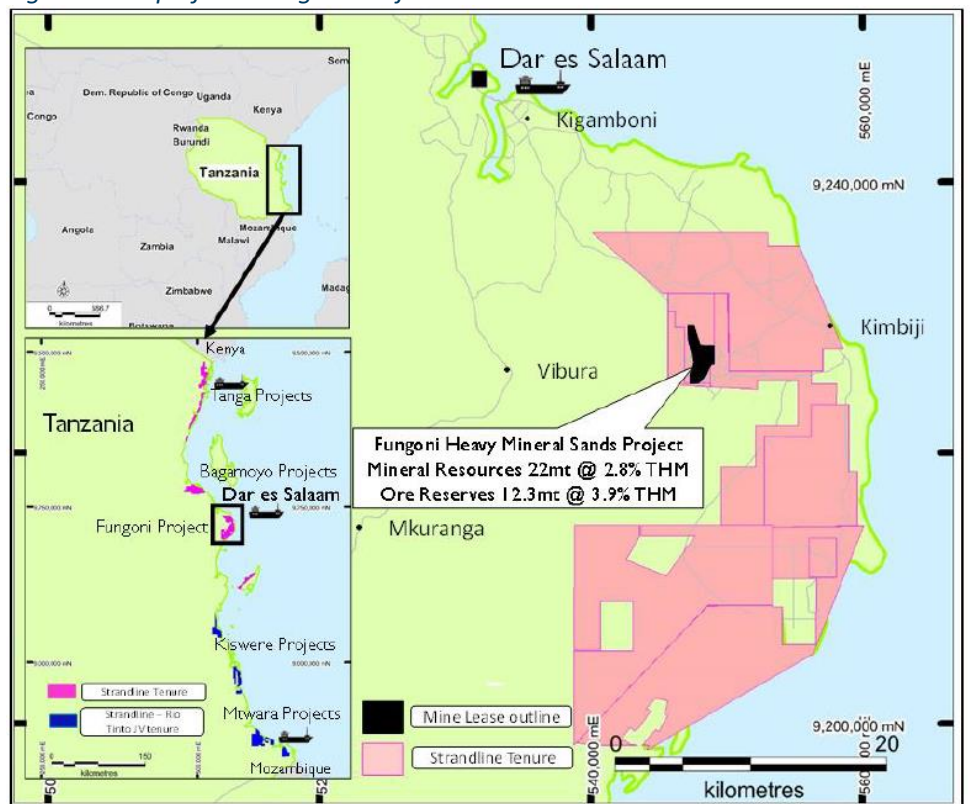 Dar es Salaam
Kigamboni
560,000 mE
9,240,000 mN
Kimbiji
Vibura
Fungoni Heavy Mineral Sands Project
Mineral Resources 22mt @ 2.8% THM
Ore Reserves 12.3mt @ 3.9% THM
Mkuranga
Mine Lease outline
Strandline Tenure
9,200,000 mN
540,000 mE
0
20
kilometres
Dem. Republic of Congo
Uganda
Kenya
Congo
Rwanda
Burundi
Tanzania
Angola
Zambia
Malawi
Mozambique
Zimbabwe
Botswana
kilometres
Kenya
Tanga Projects
Tanzania
Bagamoyo Projects
Dar es Salaam
Fungoni Project
Kiswere Projects
Strandline Tenure
Strandline – Rio
Tinto JV tenure
Mtwara Projects
Mozambique
0
150
kilometres